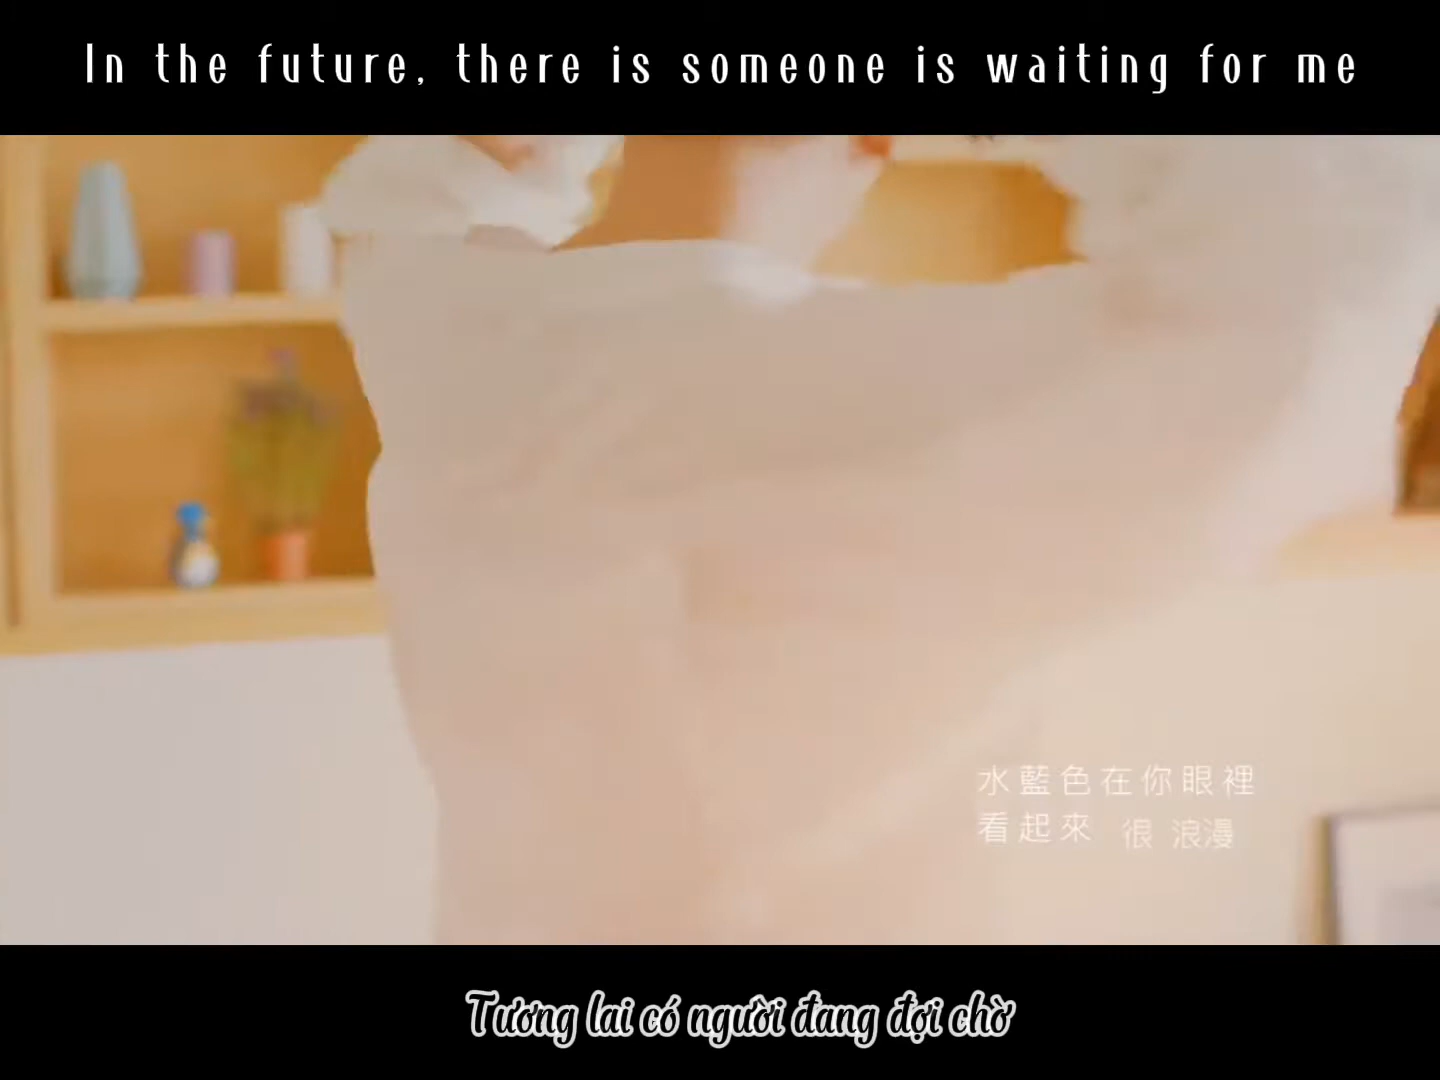 In the future, there is someone is waiting for me
水藍色在你眼裡
看起來 很 浪漫
Tương lai có người đang đợi chờ